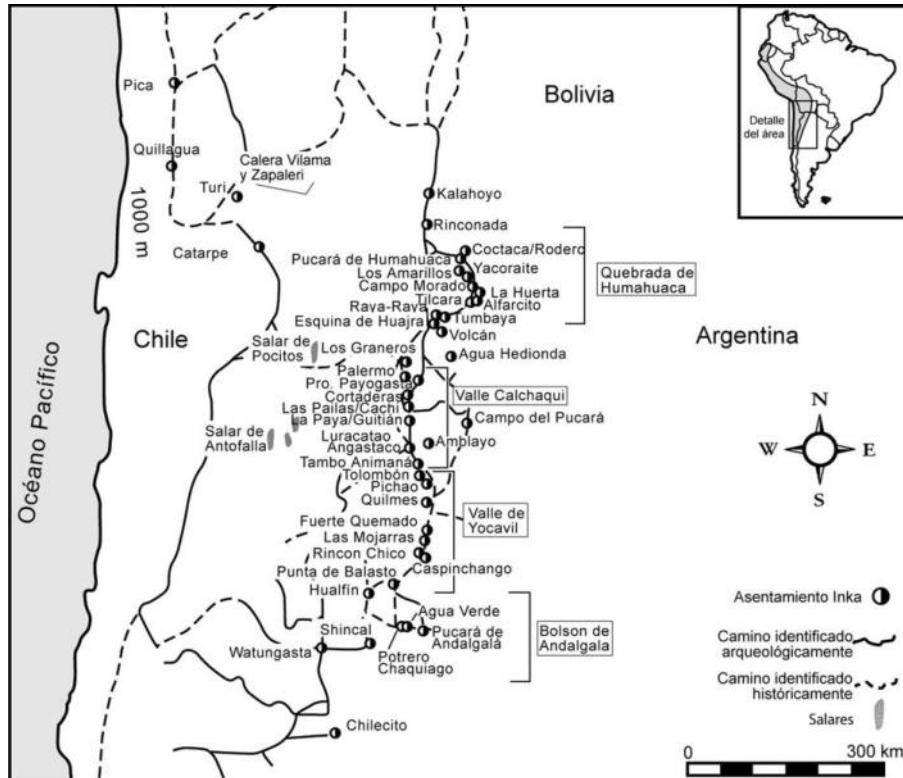 Bolivia
Detalle
del área
Pica
Quillagua
Turi
Calera Vilama
y Zapaleri
1000 m
Catarpe
Kalahoyo
Rinconada
Coctaca/Rodero
Pucará de Humahuaca
Los Amarillos
Yacoraite
Campo Morado
La Huerta
Tilcara
Alfarcito
Quebrada de
Humahuaca
Raya-Raya
Tumbaya
Esquina de Huajra
Volcán
Chile
Argentina
Océano Pacífico
Salar de
Pocitos
Los Graneros
Agua Hedionda
Palermo
Pro. Payogasta
Cortaderas
Valle Calchaqui
Las Pailas/Cachi
La Paya/Guitián
Campo del Pucará
Salar de
Antofalla
Luracatao
Amblayo
Angastaco
Tambo Animaná
Tolombón
Pichao
Quilmes
Valle de
Yocavil
Fuerte Quemado
Las Mojarras
Rincon Chico
Caspinchango
Punta de Balasto
Hualfín
Agua Verde
Shincal
Pucará de
Andalgalá
Bolson de
Andalgala
Watungasta
Potrero
Chaquiago
Chilecito
N
W
E
S
Asentamiento Inka
Camino identificado
arqueológicamente
Camino identificado
históricamente
Salares
0
300 km